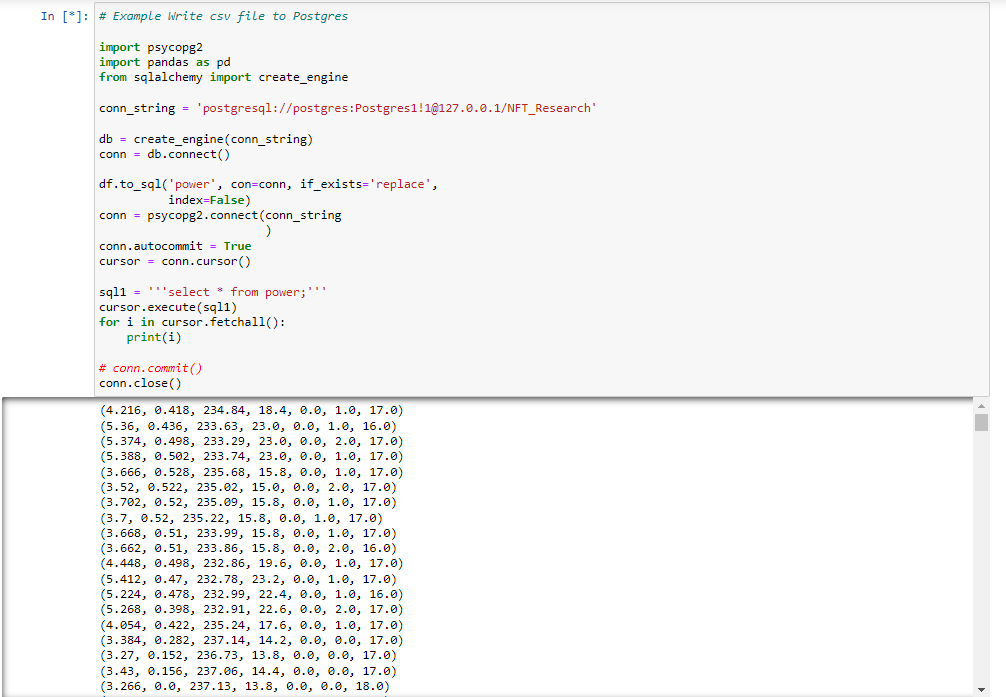 In [*]: # Example Write csv file to Postgres
import psycopg2
import pandas as pd
from sqlalchemy import create_engine
conn_string = 'postgresql://postgres:Postgres1!1@127.0.0.1/NFT_Research'
db = create_engine(conn_string)
conn = db.connect()
df.to_sql('power', con=conn, if_exists='replace',
index=False)
conn = psycopg2.connect(conn_string
)
conn.autocommit = True
cursor = conn.cursor()
sql1 = '''select * from power;'''
cursor.execute(sql1)
for i in cursor.fetchall():
print(i)
# conn.commit()
conn.close()
(4.216, 0.418, 234.84, 18.4, 0.0, 1.0, 17.0)
(5.36, 0.436, 233.63, 23.0, 0.0, 1.0, 16.0)
(5.374, 0.498, 233.29, 23.0, 0.0, 2.0, 17.0)
(5.388, 0.502, 233.74, 23.0, 0.0, 1.0, 17.0)
(3.666, 0.528, 235.68, 15.8, 0.0, 1.0, 17.0)
(3.52, 0.522, 235.02, 15.0, 0.0, 2.0, 17.0)
(3.702, 0.52, 235.09, 15.8, 0.0, 1.0, 17.0)
(3.7, 0.52, 235.22, 15.8, 0.0, 1.0, 17.0)
(3.668, 0.51, 233.99, 15.8, 0.0, 1.0, 17.0)
(3.662, 0.51, 233.86, 15.8, 0.0, 2.0, 16.0)
(4.448, 0.498, 232.86, 19.6, 0.0, 1.0, 17.0)
(5.412, 0.47, 232.78, 23.2, 0.0, 1.0, 17.0)
(5.224, 0.478, 232.99, 22.4, 0.0, 1.0, 16.0)
(5.268, 0.398, 232.91, 22.6, 0.0, 2.0, 17.0)
(4.054, 0.422, 235.24, 17.6, 0.0, 1.0, 17.0)
(3.384, 0.282, 237.14, 14.2, 0.0, 0.0, 17.0)
(3.27, 0.152, 236.73, 13.8, 0.0, 0.0, 17.0)
(3.43, 0.156, 237.06, 14.4, 0.0, 0.0, 17.0)
(3.266, 0.0, 237.13, 13.8, 0.0, 0.0, 18.0)